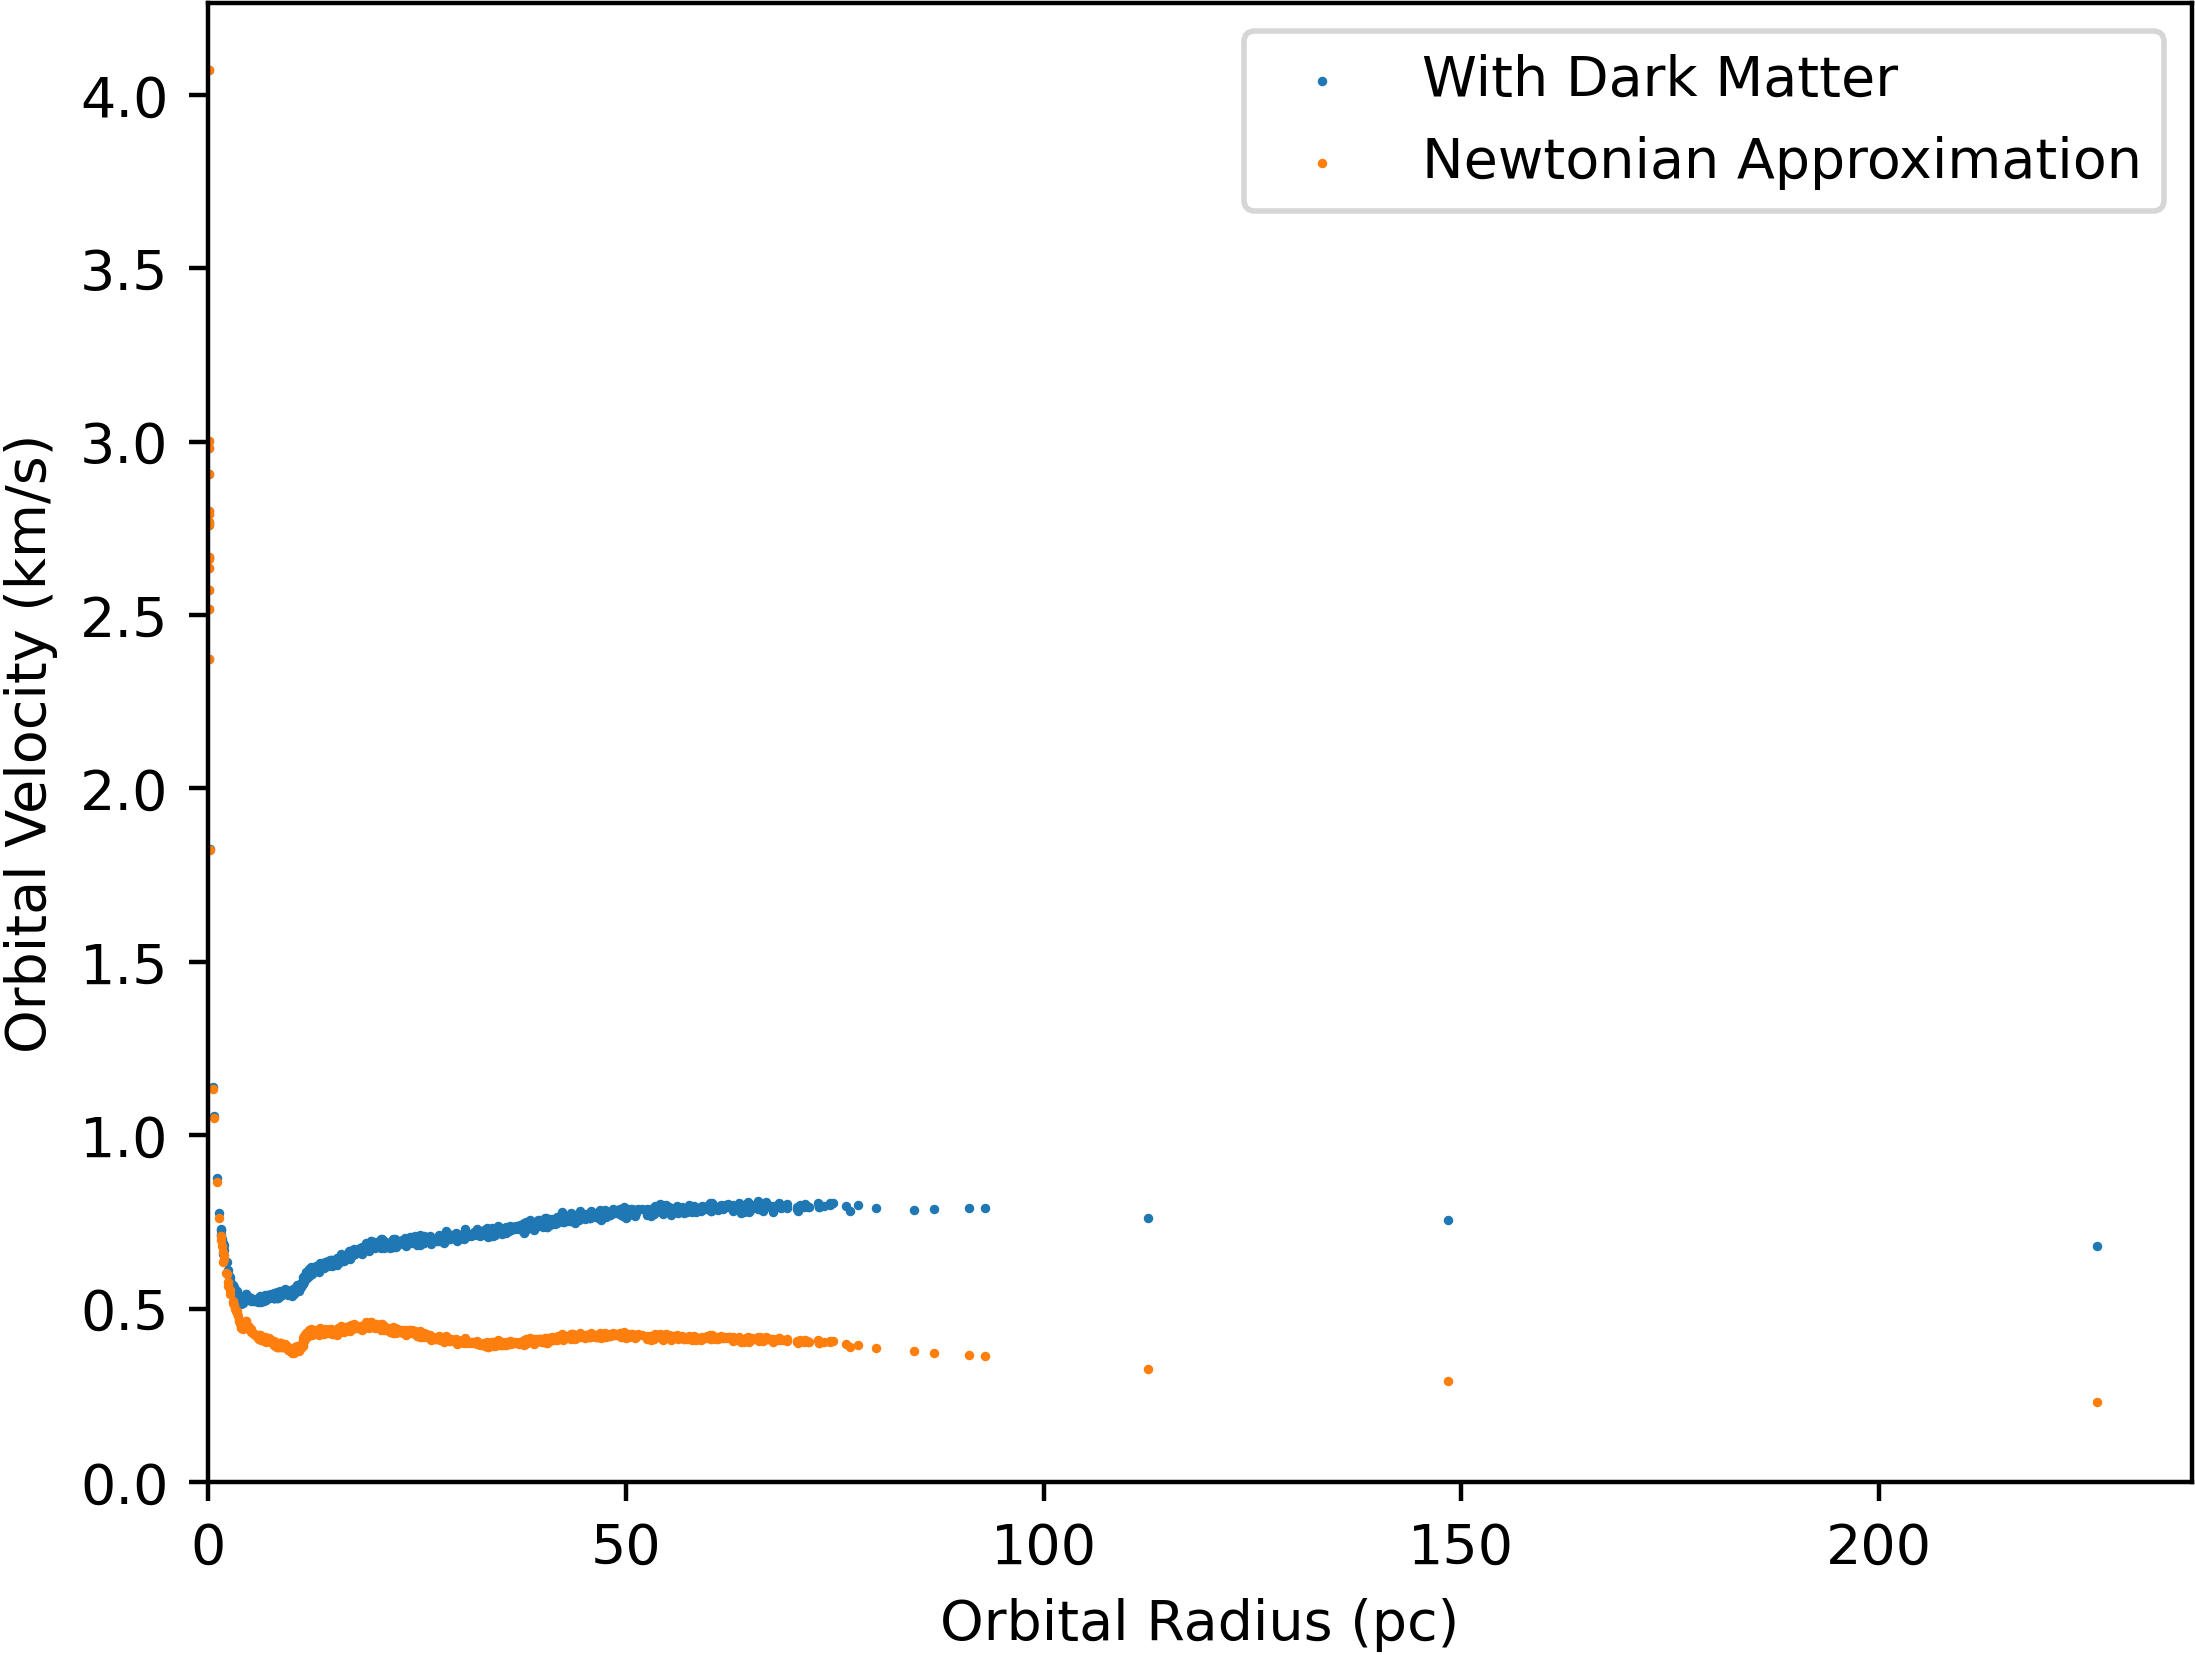 With Dark Matter
Newtonian Approximation
4.0
3.5
3.0
2.5
2.0
1.5
1.0
0.5
0.0
Orbital Velocity (km/s)
0 50 100 150 200
Orbital Radius (pc)